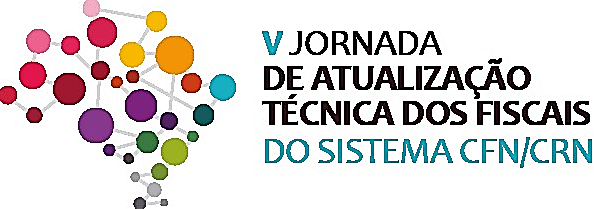 V JORNADA
DE ATUALIZAÇÃO
TÉCNICA DOS FISCAIS
DO SISTEMA CFN/CRN